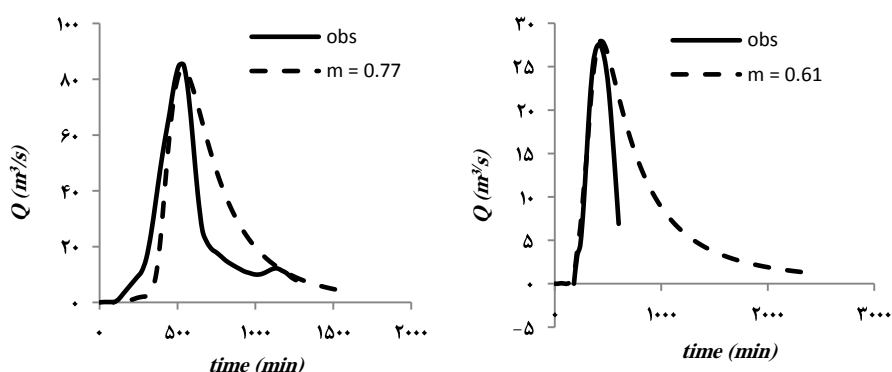 ۱۰۰
۸۰
۶۰
۴۰
۲۰
۰
Q (m³/s)
obs
m = 0.77
۰ ۵۰۰ ۱۰۰۰ ۱۵۰۰ ۲۰۰۰
time (min)
۳۰
۲۵
۲۰
۱۵
۱۰
۵
۰
−۵
Q (m³/s)
obs
m = 0.61
۰ ۱۰۰۰ ۲۰۰۰ ۳۰۰۰
time (min)